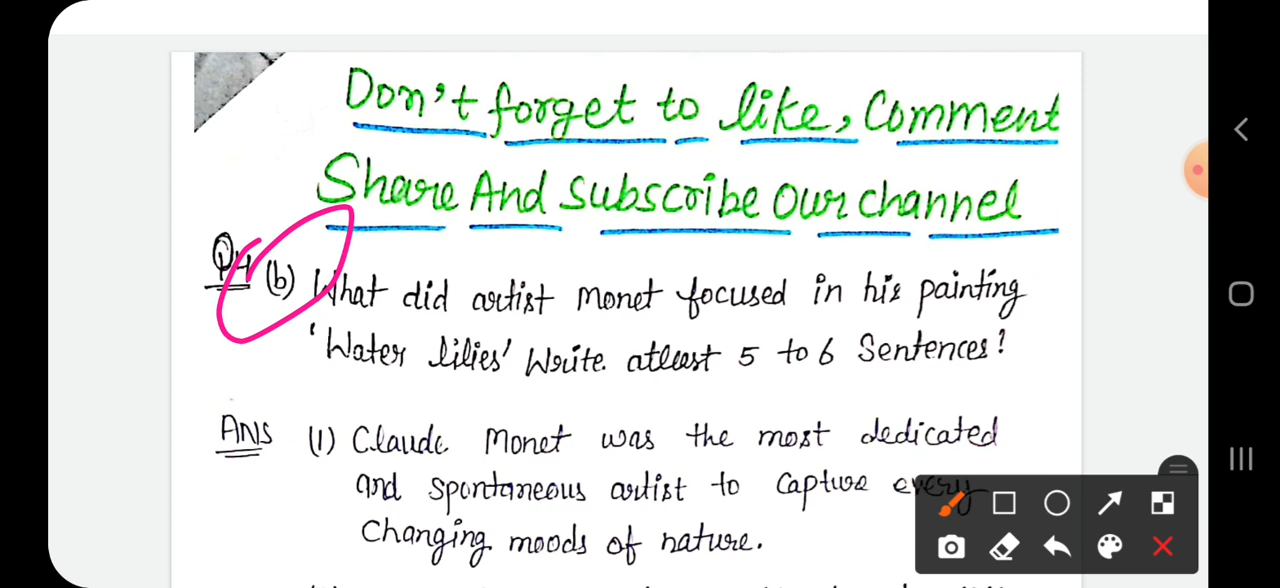 Don't forget to like, Comment
Share And Subscribe Our channel
Q4 (b) What did artist Monet focused in his painting
'Water lilies' Write atleast 5 to 6 Sentences?
Ans (1) Claude Monet was the most dedicated
and spontaneous artist to capture every
changing moods of nature.